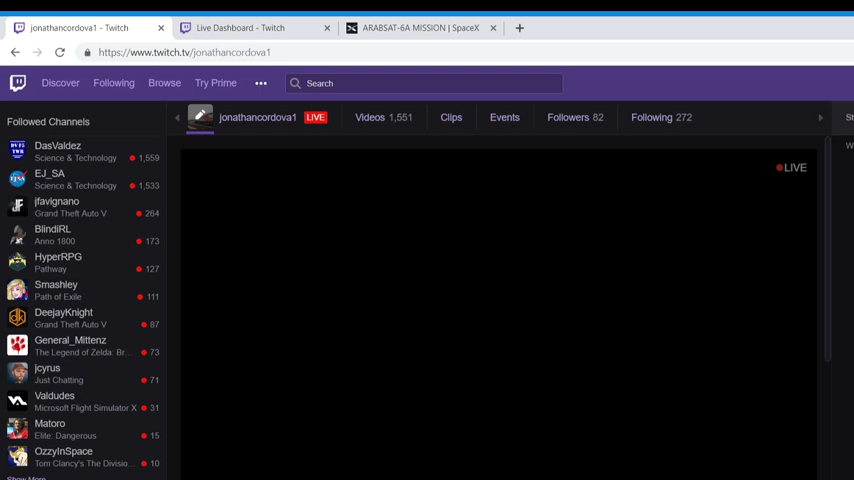 jonathancordova1 - Twitch
Live Dashboard - Twitch
ARABSAT-6A MISSION | SpaceX
https://www.twitch.tv/jonathancordova1
Discover Following Browse Try Prime ••• Search
Followed Channels
jonathancordova1 LIVE Videos 1,551 Clips Events Followers 82 Following 272
LIVE
DasValdez
Science & Technology 1,559
EJ_SA
Science & Technology 1,533
jfavignano
Grand Theft Auto V 264
BlindiRL
Anno 1800 173
HyperRPG
Pathway 127
Smashley
Path of Exile 111
DeejayKnight
Grand Theft Auto V 87
General_Mittenz
The Legend of Zelda: Br... 73
jcyrus
Just Chatting 71
Valdudes
Microsoft Flight Simulator X 31
Matoro
Elite: Dangerous 15
OzzyInSpace
Tom Clancy's The Divisio... 10
Show More